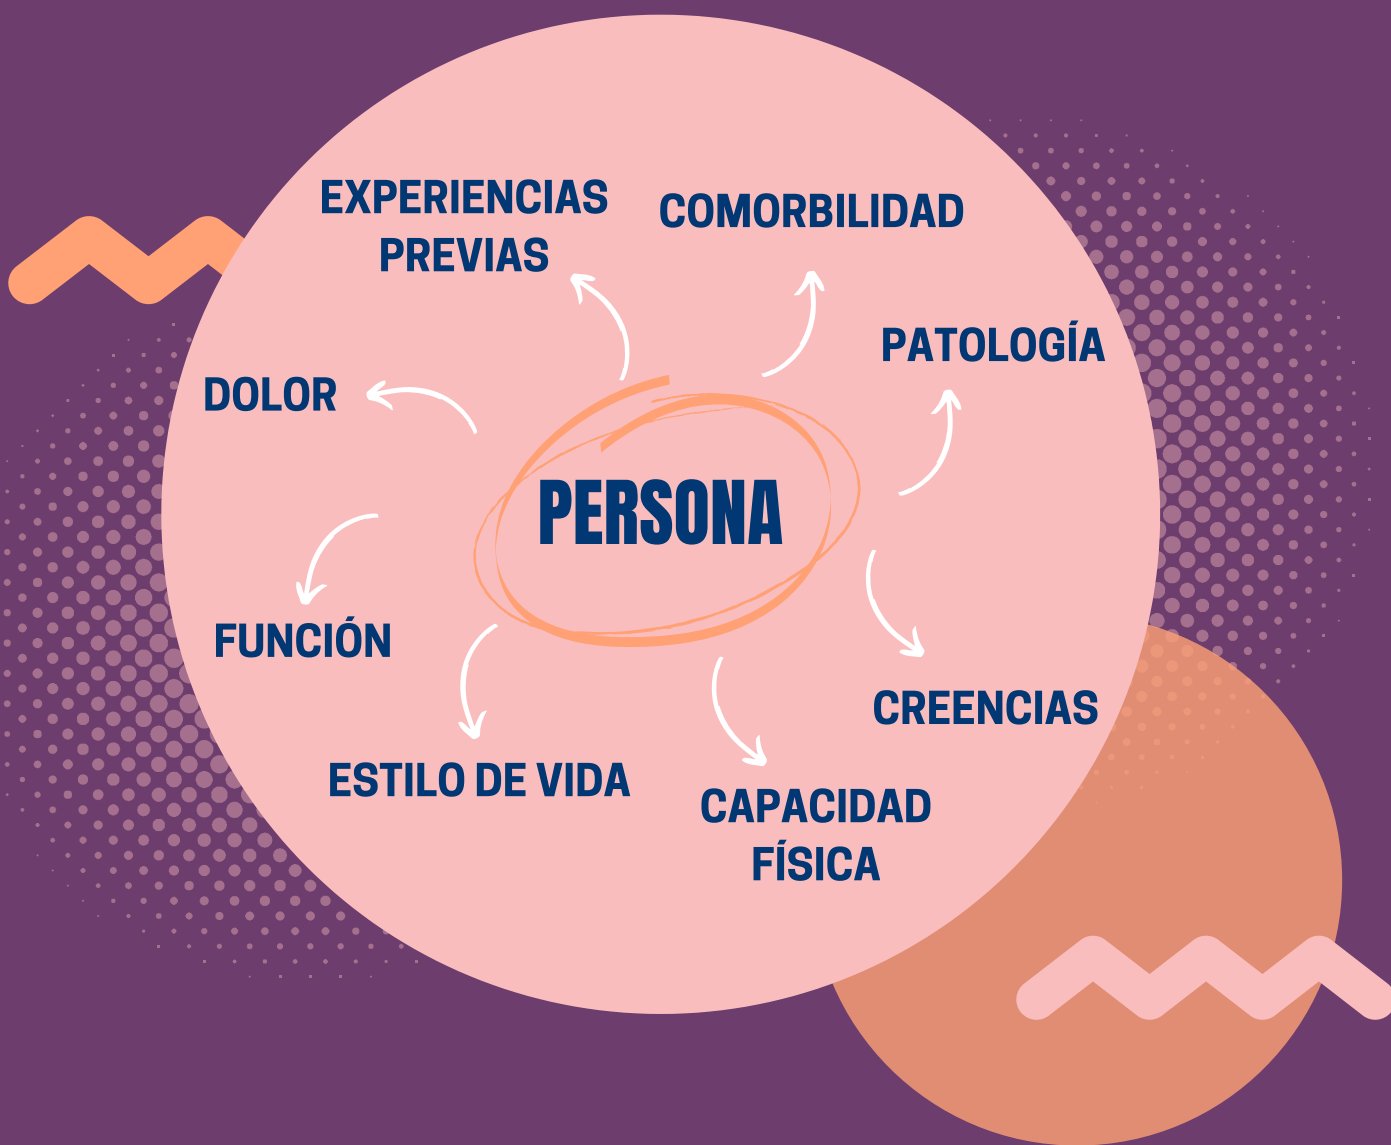 EXPERIENCIAS
PREVIAS
COMORBILIDAD
PATOLOGÍA
DOLOR
PERSONA
FUNCIÓN
CREENCIAS
ESTILO DE VIDA
CAPACIDAD
FÍSICA